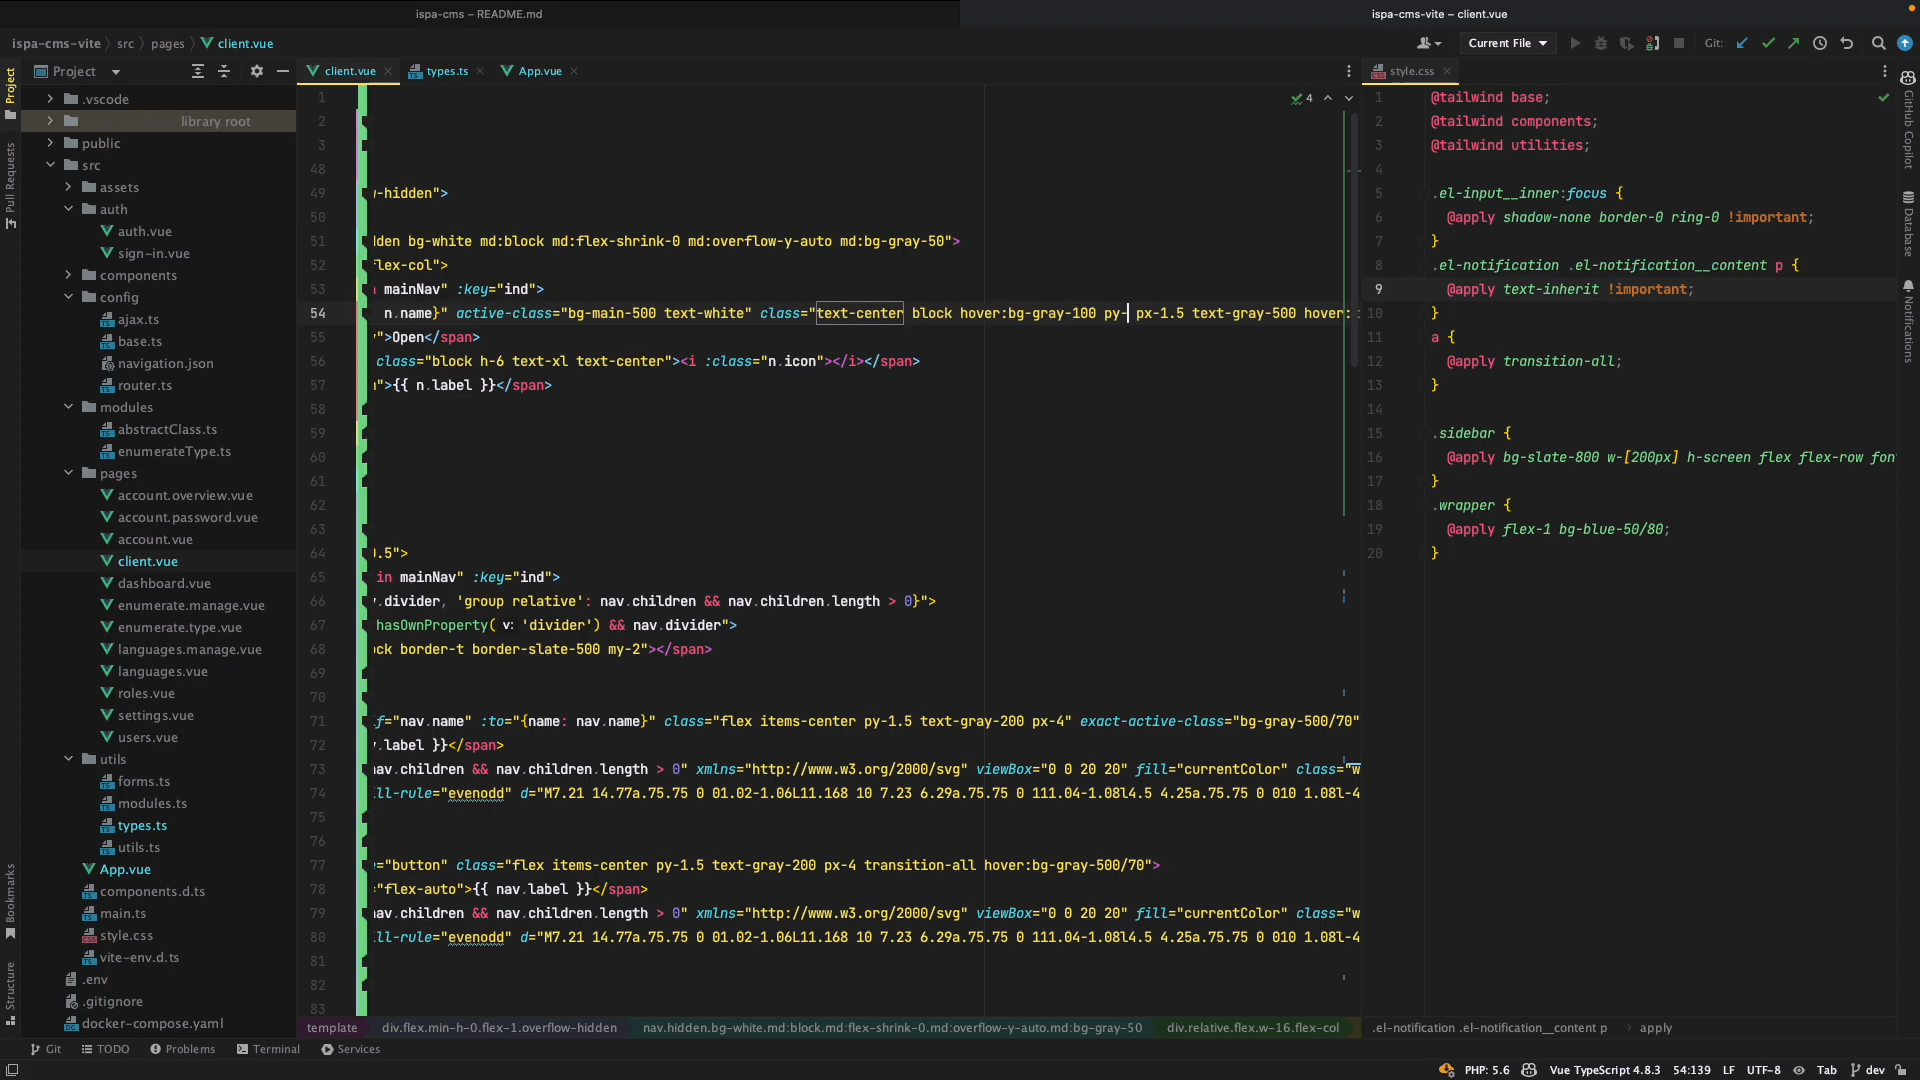 ispa-cms – README.md
ispa-cms-vite – client.vue
ispa-cms-vite src pages client.vue
Current File
Git:
Project
client.vue
types.ts
App.vue
style.css
Project
Pull Requests
Bookmarks
Structure
.vscode
library root
public
src
assets
auth
auth.vue
sign-in.vue
components
config
ajax.ts
base.ts
navigation.json
router.ts
modules
abstractClass.ts
enumerateType.ts
pages
account.overview.vue
account.password.vue
account.vue
client.vue
dashboard.vue
enumerate.manage.vue
enumerate.type.vue
languages.manage.vue
languages.vue
roles.vue
settings.vue
users.vue
utils
forms.ts
modules.ts
types.ts
utils.ts
App.vue
components.d.ts
main.ts
style.css
vite-env.d.ts
.env
.gitignore
docker-compose.yaml
4
1
2
3
48
49 -hidden">
50
51 den bg-white md:block md:flex-shrink-0 md:overflow-y-auto md:bg-gray-50">
52 flex-col">
53 mainNav" :key="ind">
54 n.name}" active-class="bg-main-500 text-white" class="text-center block hover:bg-gray-100 py- px-1.5 text-gray-500 hover:
55 ">Open</span>
56 class="block h-6 text-xl text-center"><i :class="n.icon"></i></span>
57 ">{{ n.label }}</span>
58
59
60
61
62
63
64 .5">
65 in mainNav" :key="ind">
66 .divider, 'group relative': nav.children && nav.children.length > 0}">
67 hasOwnProperty( v: 'divider') && nav.divider">
68 ck border-t border-slate-500 my-2"></span>
69
70
71 f="nav.name" :to="{name: nav.name}" class="flex items-center py-1.5 text-gray-200 px-4" exact-active-class="bg-gray-500/70"
72 .label }}</span>
73 nav.children && nav.children.length > 0" xmlns="http://www.w3.org/2000/svg" viewBox="0 0 20 20" fill="currentColor" class="w
74 ll-rule="evenodd" d="M7.21 14.77a.75.75 0 01.02-1.06L11.168 10 7.23 6.29a.75.75 0 111.04-1.08l4.5 4.25a.75.75 0 010 1.08l-4
75
76
77 ="button" class="flex items-center py-1.5 text-gray-200 px-4 transition-all hover:bg-gray-500/70">
78 ="flex-auto">{{ nav.label }}</span>
79 nav.children && nav.children.length > 0" xmlns="http://www.w3.org/2000/svg" viewBox="0 0 20 20" fill="currentColor" class="w
80 ll-rule="evenodd" d="M7.21 14.77a.75.75 0 01.02-1.06L11.168 10 7.23 6.29a.75.75 0 111.04-1.08l4.5 4.25a.75.75 0 010 1.08l-4
81
82
83
1 @tailwind base;
2 @tailwind components;
3 @tailwind utilities;
4
5 .el-input__inner:focus {
6 @apply shadow-none border-0 ring-0 !important;
7 }
8 .el-notification .el-notification__content p {
9 @apply text-inherit !important;
10 }
11 a {
12 @apply transition-all;
13 }
14
15 .sidebar {
16 @apply bg-slate-800 w-[200px] h-screen flex flex-row fon
17 }
18 .wrapper {
19 @apply flex-1 bg-blue-50/80;
20 }
GitHub Copilot
Database
Notifications
template div.flex.min-h-0.flex-1.overflow-hidden nav.hidden.bg-white.md:block.md:flex-shrink-0.md:overflow-y-auto.md:bg-gray-50 div.relative.flex.w-16.flex-col
.el-notification .el-notification__content p apply
Git TODO Problems Terminal Services
PHP: 5.6 Vue TypeScript 4.8.3 54:139 LF UTF-8 Tab dev